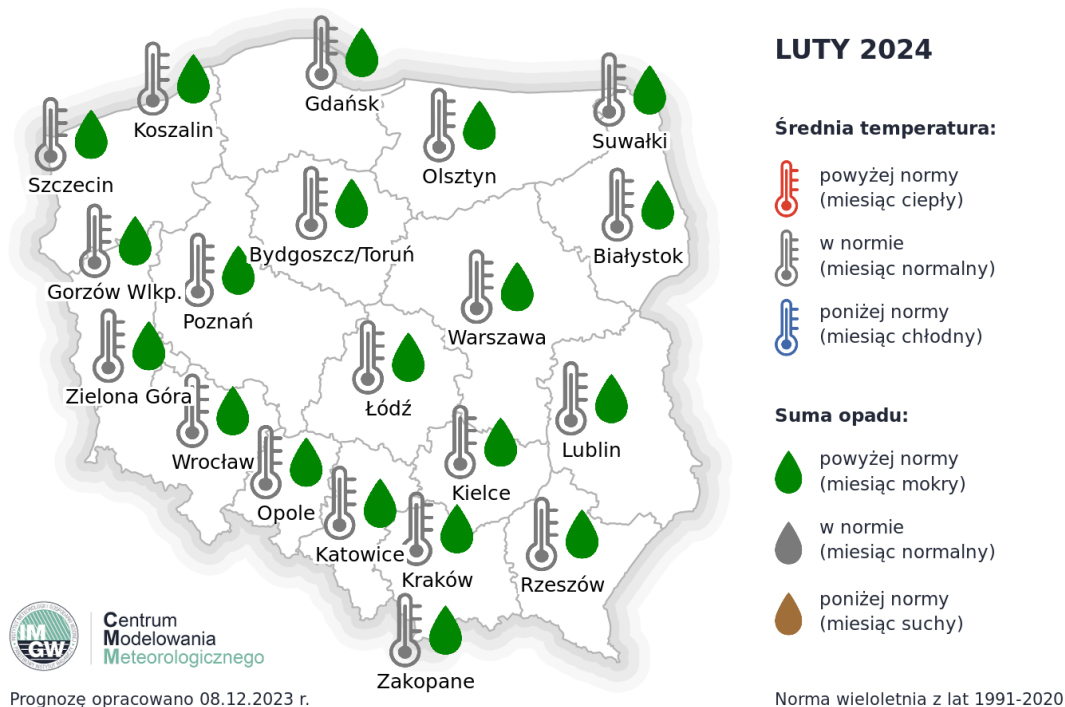 LUTY 2024
Gdańsk
Koszalin
Suwałki
Olsztyn
Szczecin
Bydgoszcz/Toruń
Białystok
Gorzów Wlkp.
Poznań
Warszawa
Zielona Góra
Łódź
Lublin
Wrocław
Kielce
Opole
Katowice
Kraków
Rzeszów
Zakopane
Średnia temperatura:
powyżej normy
(miesiąc ciepły)
w normie
(miesiąc normalny)
poniżej normy
(miesiąc chłodny)
Suma opadu:
powyżej normy
(miesiąc mokry)
w normie
(miesiąc normalny)
poniżej normy
(miesiąc suchy)
IM
GW
Centrum
Modelowania
Meteorologicznego
Prognozę opracowano 08.12.2023 r.
Norma wieloletnia z lat 1991-2020